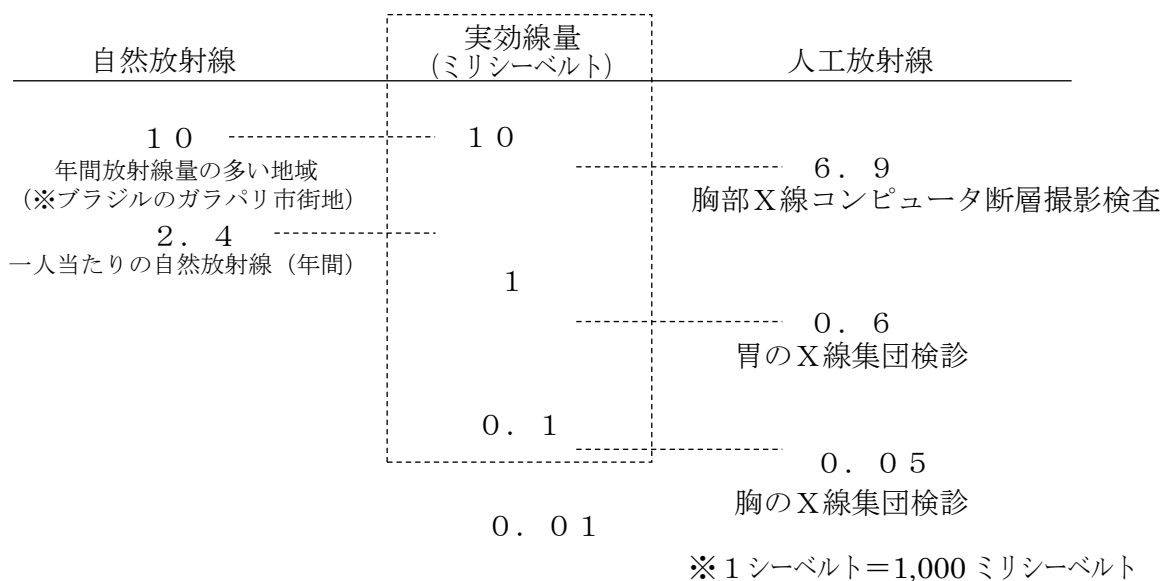 自然放射線
実効線量
(ミリシーベルト)
人工放射線
10
10
年間放射線量の多い地域
(※ブラジルのガラパリ市街地)
6.9
胸部X線コンピュータ断層撮影検査
2.4
一人当たりの自然放射線(年間)
1
0.6
胃のX線集団検診
0.1
0.05
胸のX線集団検診
0.01
※1シーベルト=1,000ミリシーベルト